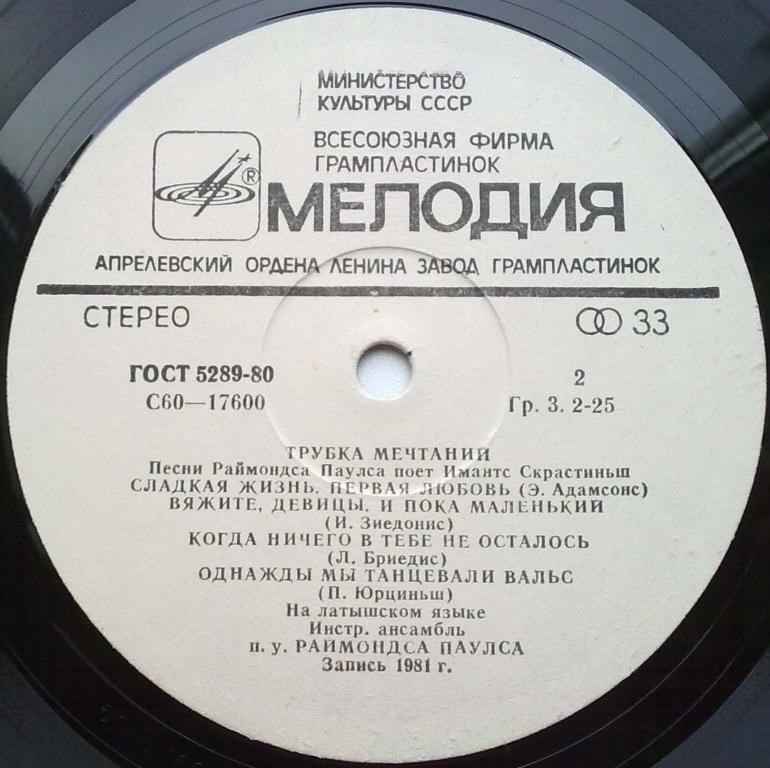 МИНИСТЕРСТВО
КУЛЬТУРЫ СССР
ВСЕСОЮЗНАЯ ФИРМА
ГРАМПЛАСТИНОК
®
МЕЛОДИЯ
АПРЕЛЕВСКИЙ ОРДЕНА ЛЕНИНА ЗАВОД ГРАМПЛАСТИНОК
СТЕРЕО 33
ГОСТ 5289-80 2
С60—17600 Гр. 3. 2-25
ТРУБКА МЕЧТАНИЙ
Песни Раймондса Паулса поет Имантс Скрастиньш
СЛАДКАЯ ЖИЗНЬ. ПЕРВАЯ ЛЮБОВЬ (Э. Адамсонс)
ВЯЖИТЕ, ДЕВИЦЫ. И ПОКА МАЛЕНЬКИЙ
(И. Зиедонис)
КОГДА НИЧЕГО В ТЕБЕ НЕ ОСТАЛОСЬ
(Л. Бриедис)
ОДНАЖДЫ МЫ ТАНЦЕВАЛИ ВАЛЬС
(П. Юрциньш)
На латышском языке
Инстр. ансамбль
п. у. РАЙМОНДСА ПАУЛСА
Запись 1981 г.